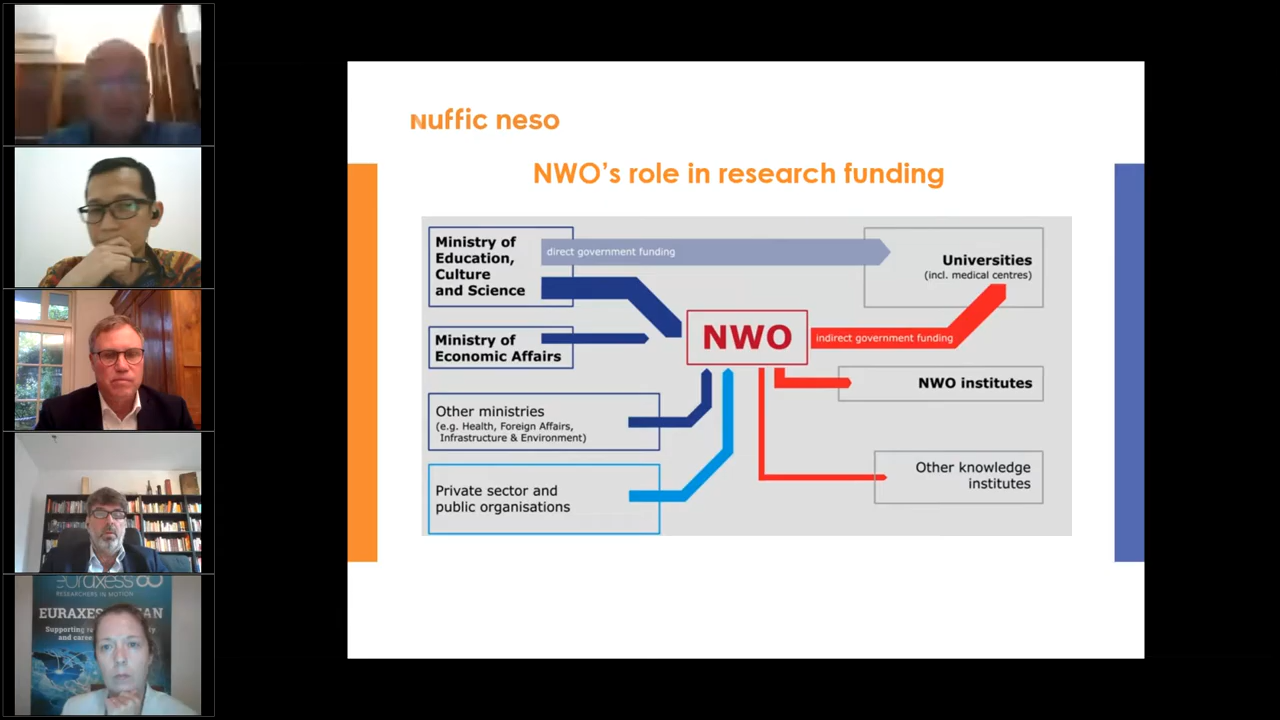 nuffic neso
NWO's role in research funding
Ministry of
Education,
Culture
and Science
direct government funding
Universities
(incl. medical centres)
Ministry of
Economic Affairs
NWO
indirect government funding
NWO institutes
Other ministries
(e.g. Health, Foreign Affairs,
Infrastructure & Environment)
Other knowledge
institutes
Private sector and
public organisations
euraxess
RESEARCHERS IN MOTION